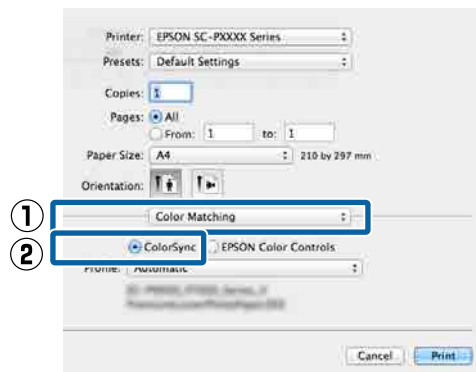 Printer: EPSON SC-PXXXX Series
Presets: Default Settings
Copies: 1
Pages: All
From: 1 to: 1
Paper Size: A4 210 by 297 mm
Orientation:
1 Color Matching
2 ColorSync EPSON Color Controls
Profile: Automatic
Cancel Print